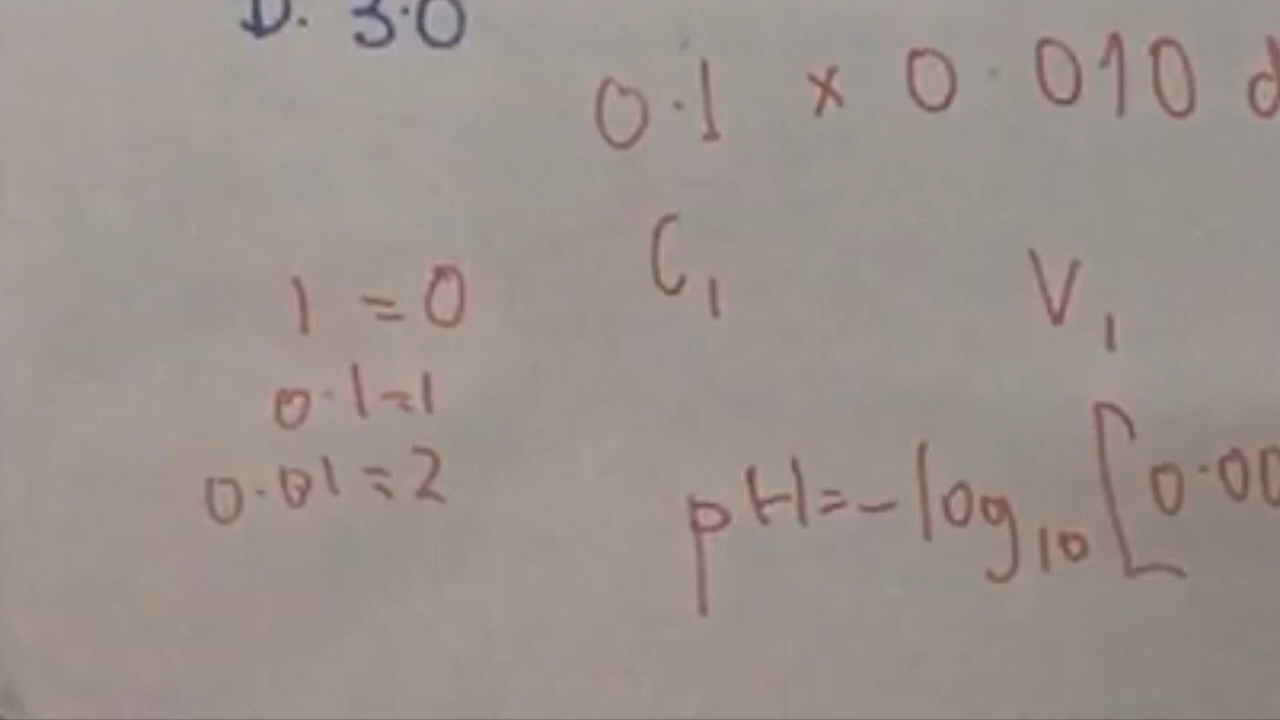 D. 3.0
0.1 x 0.010 d
C₁ V₁
1 = 0
0.1 = 1
0.01 = 2
pH = - log₁₀ [0.00